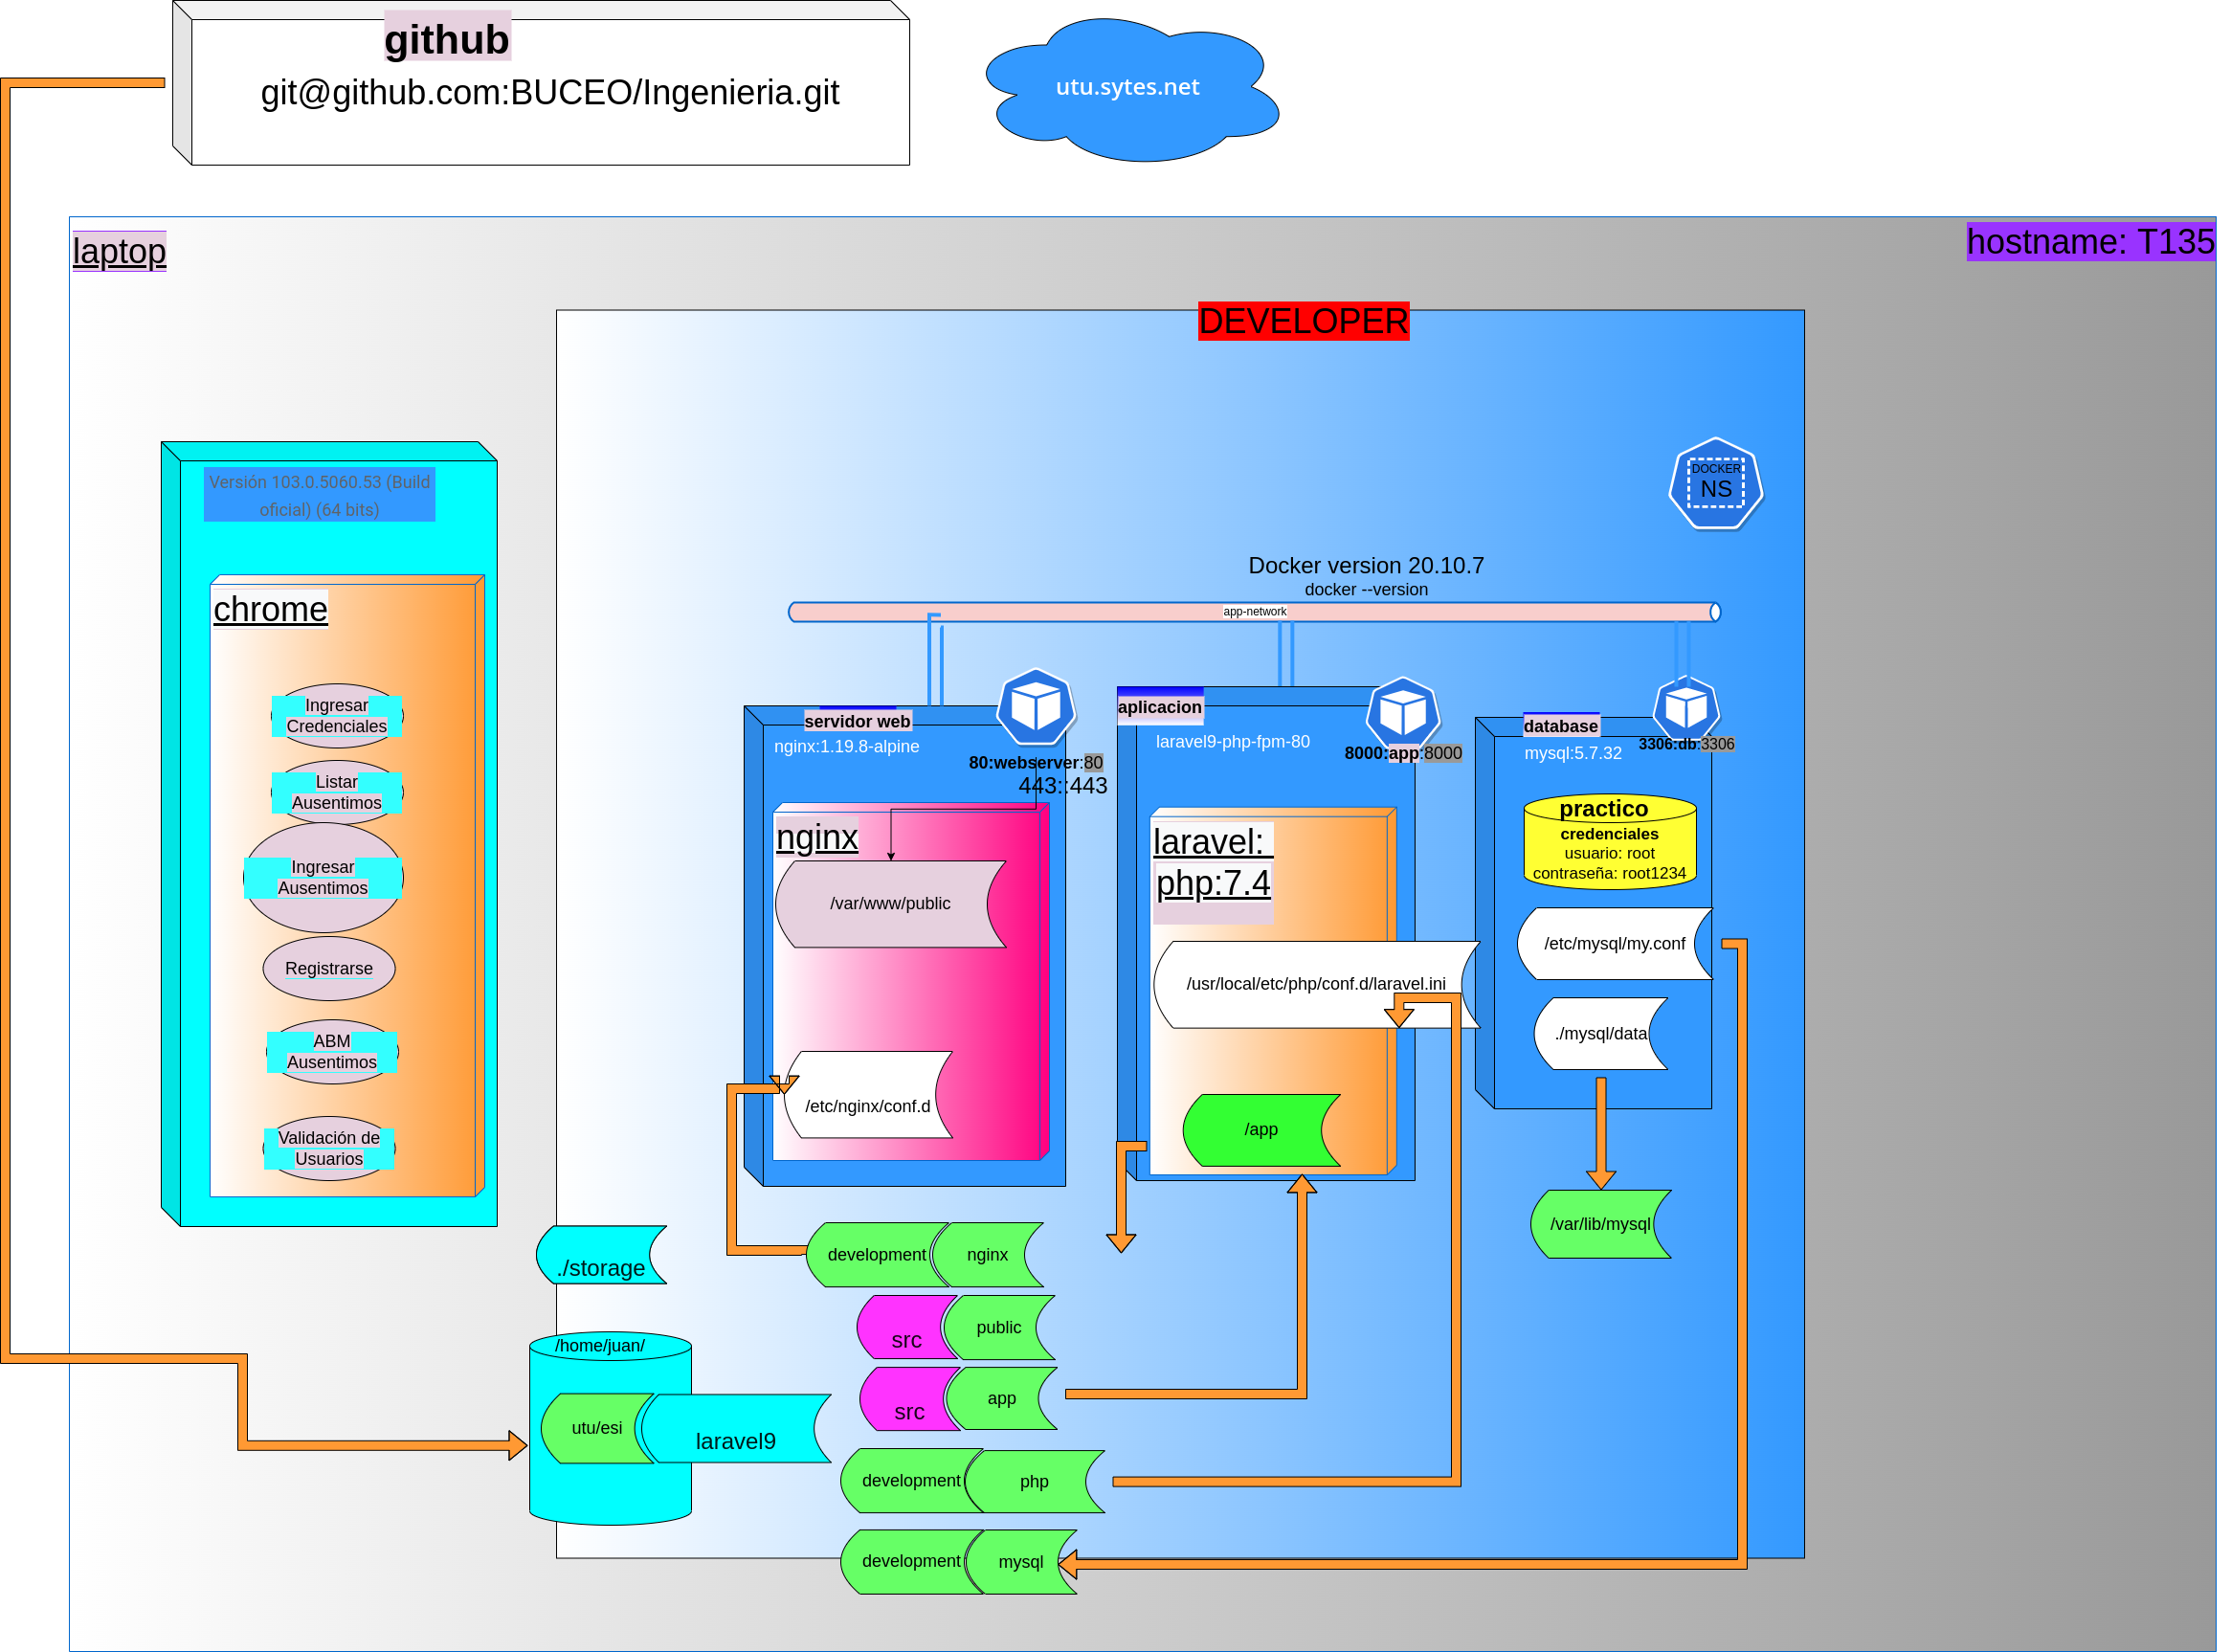 github
git@github.com:BUCEO/Ingenieria.git
utu.sytes.net
laptop
hostname: T135
DEVELOPER
Versión 103.0.5060.53 (Build
oficial) (64 bits)
chrome
Ingresar
Credenciales
Listar
Ausentimos
Ingresar
Ausentimos
Registrarse
ABM
Ausentimos
Validación de
Usuarios
DOCKER
NS
Docker version 20.10.7
docker --version
app-network
servidor web
nginx:1.19.8-alpine
80:webserver:80
443::443
nginx
/var/www/public
/etc/nginx/conf.d
aplicacion
laravel9-php-fpm-80
8000:app:8000
laravel:
php:7.4
/usr/local/etc/php/conf.d/laravel.ini
/app
database
mysql:5.7.32
3306:db:3306
practico
credenciales
usuario: root
contraseña: root1234
/etc/mysql/my.conf
./mysql/data
/var/lib/mysql
./storage
development
nginx
src
public
/home/juan/
src
app
utu/esi
laravel9
development
php
development
mysql